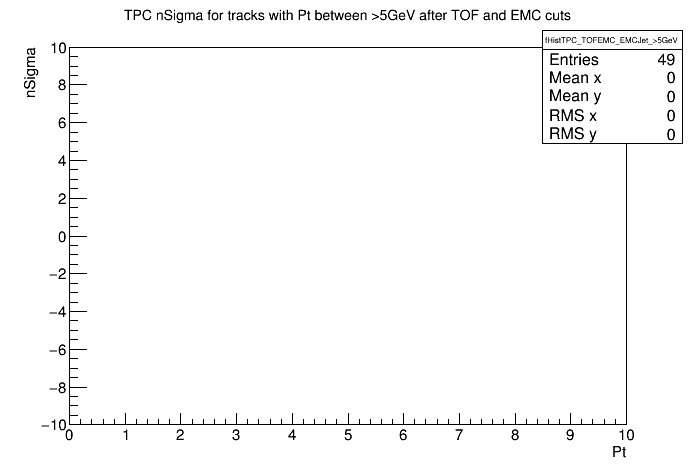 TPC nSigma for tracks with Pt between >5GeV after TOF and EMC cuts
fHistTPC_TOFEMC_EMCJet_>5GeV
Entries 49
Mean x 0
Mean y 0
RMS x 0
RMS y 0
nSigma
10
8
6
4
2
0
−2
−4
−6
−8
−10
0 1 2 3 4 5 6 7 8 9 10
Pt